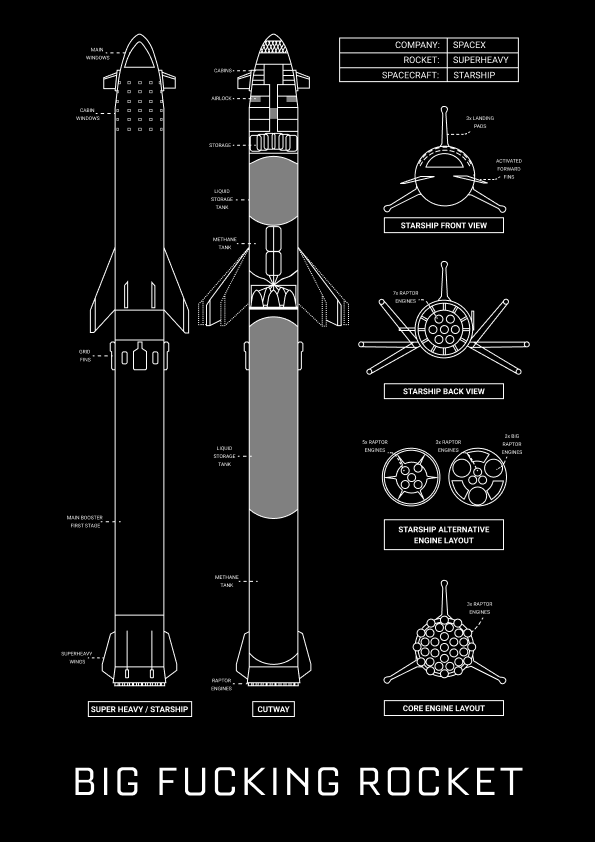 COMPANY: SPACEX
ROCKET: SUPERHEAVY
SPACECRAFT: STARSHIP
MAIN
WINDOWS
CABIN
WINDOWS
GRID
FINS
MAIN BOOSTER
FIRST STAGE
SUPERHEAVY
WINGS
SUPER HEAVY / STARSHIP
CABINS
AIRLOCK
STORAGE
LIQUID
STORAGE
TANK
METHANE
TANK
LIQUID
STORAGE
TANK
METHANE
TANK
RAPTOR
ENGINES
CUTWAY
3x LANDING
PADS
ACTIVATED
FORWARD
FINS
STARSHIP FRONT VIEW
7x RAPTOR
ENGINES
STARSHIP BACK VIEW
5x RAPTOR
ENGINES
3x RAPTOR
ENGINES
3x BIG
RAPTOR
ENGINES
STARSHIP ALTERNATIVE
ENGINE LAYOUT
3x RAPTOR
ENGINES
CORE ENGINE LAYOUT
BIG FUCKING ROCKET